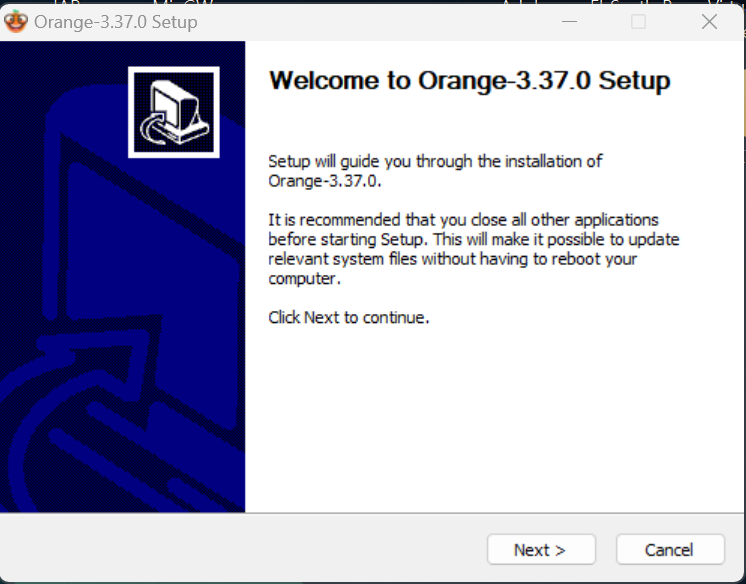 Orange-3.37.0 Setup
Welcome to Orange-3.37.0 Setup
Setup will guide you through the installation of
Orange-3.37.0.
It is recommended that you close all other applications
before starting Setup. This will make it possible to update
relevant system files without having to reboot your
computer.
Click Next to continue.
Next >
Cancel